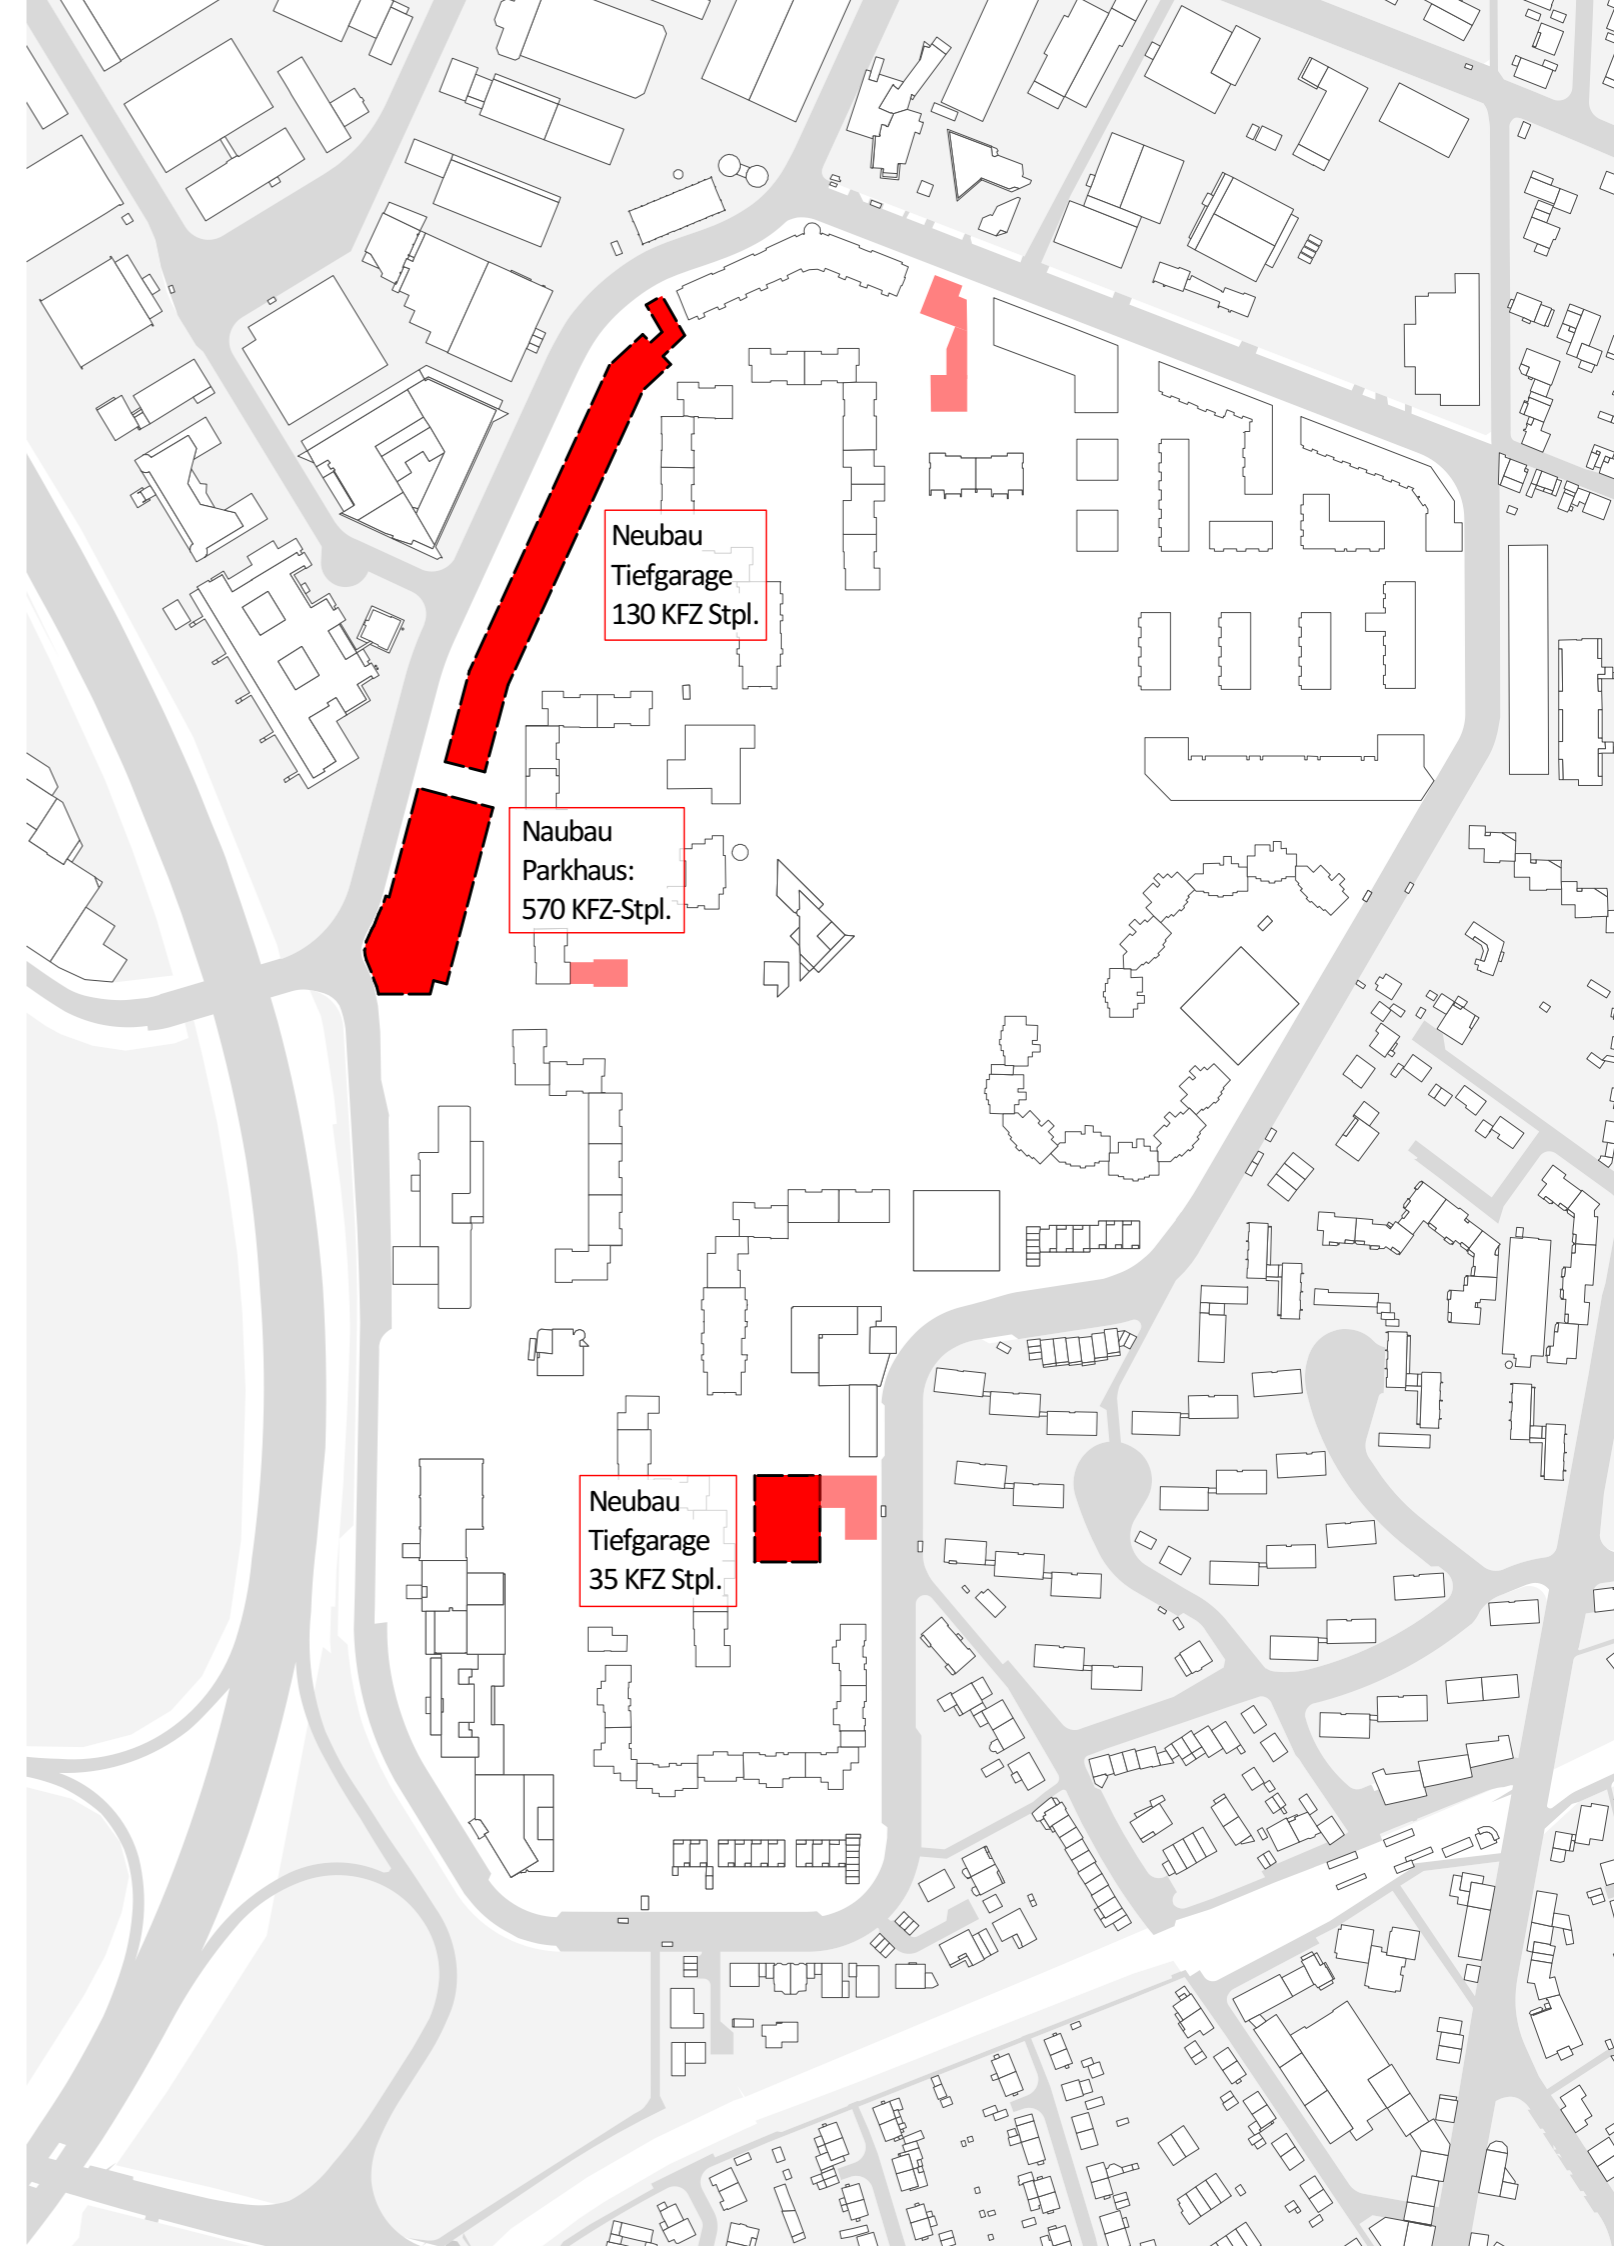 Neubau
Tiefgarage
130 KFZ Stpl.
Naubau
Parkhaus:
570 KFZ-Stpl.
Neubau
Tiefgarage
35 KFZ Stpl.